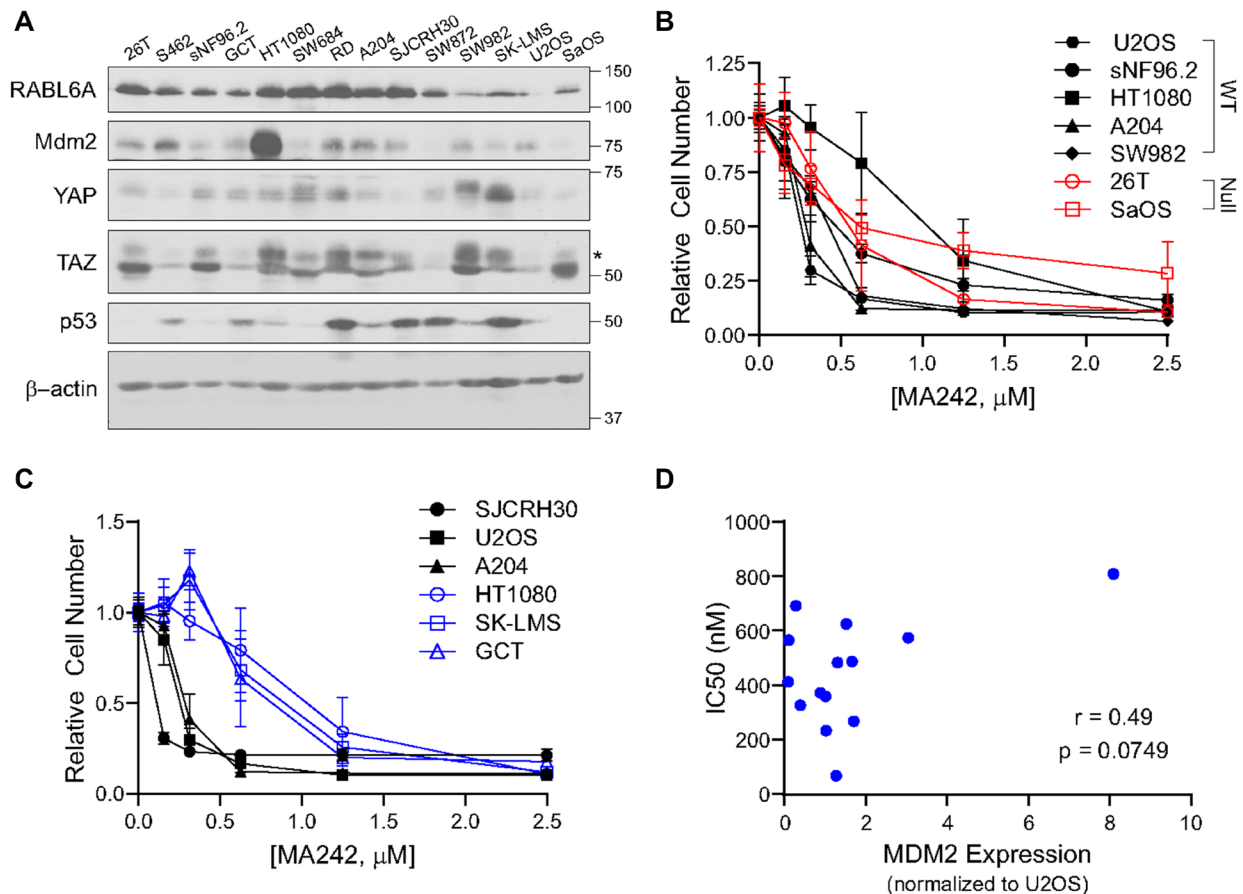 A
26T S462 sNF96.2 GCT HT1080 SW684 RD A204 SJCRH30 SW872 SW982 SK-LMS U2OS SaOS
RABL6A
150
100
Mdm2
75
YAP
75
TAZ
*
50
p53
50
β–actin
37
B
Relative Cell Number
1.25
1.00
0.75
0.50
0.25
0.00
0.0 0.5 1.0 1.5 2.0 2.5
[MA242, μM]
U2OS
sNF96.2
HT1080
A204
SW982
WT
26T
SaOS
Null
C
Relative Cell Number
1.5
1.0
0.5
0.0
0.0 0.5 1.0 1.5 2.0 2.5
[MA242, μM]
SJCRH30
U2OS
A204
HT1080
SK-LMS
GCT
D
IC50 (nM)
1000
800
600
400
200
0
0 2 4 6 8 10
r = 0.49
p = 0.0749
MDM2 Expression
(normalized to U2OS)